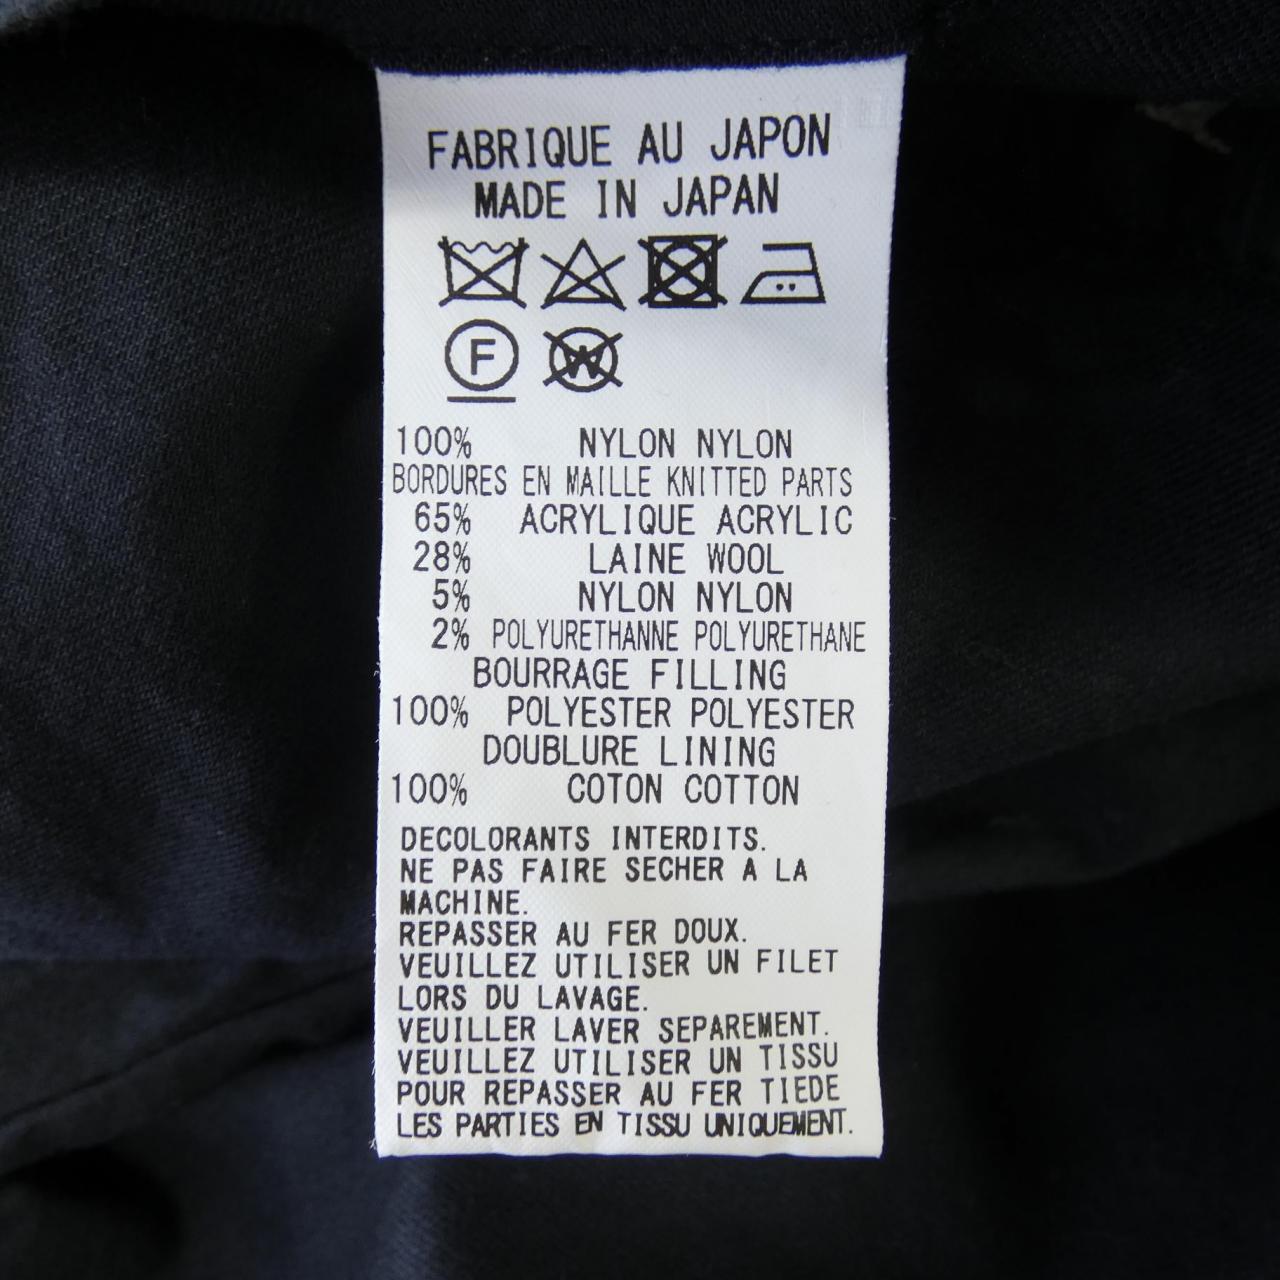 FABRIQUE AU JAPON
MADE IN JAPAN
F W
100% NYLON NYLON
BORDURES EN MAILLE KNITTED PARTS
65% ACRYLIQUE ACRYLIC
28% LAINE WOOL
5% NYLON NYLON
2% POLYURETHANNE POLYURETHANE
BOURRAGE FILLING
100% POLYESTER POLYESTER
DOUBLURE LINING
100% COTON COTTON
DECOLORANTS INTERDITS.
NE PAS FAIRE SECHER A LA
MACHINE.
REPASSER AU FER DOUX.
VEUILLEZ UTILISER UN FILET
LORS DU LAVAGE.
VEUILLER LAVER SEPAREMENT.
VEUILLEZ UTILISER UN TISSU
POUR REPASSER AU FER TIEDE
LES PARTIES EN TISSU UNIQUEMENT.